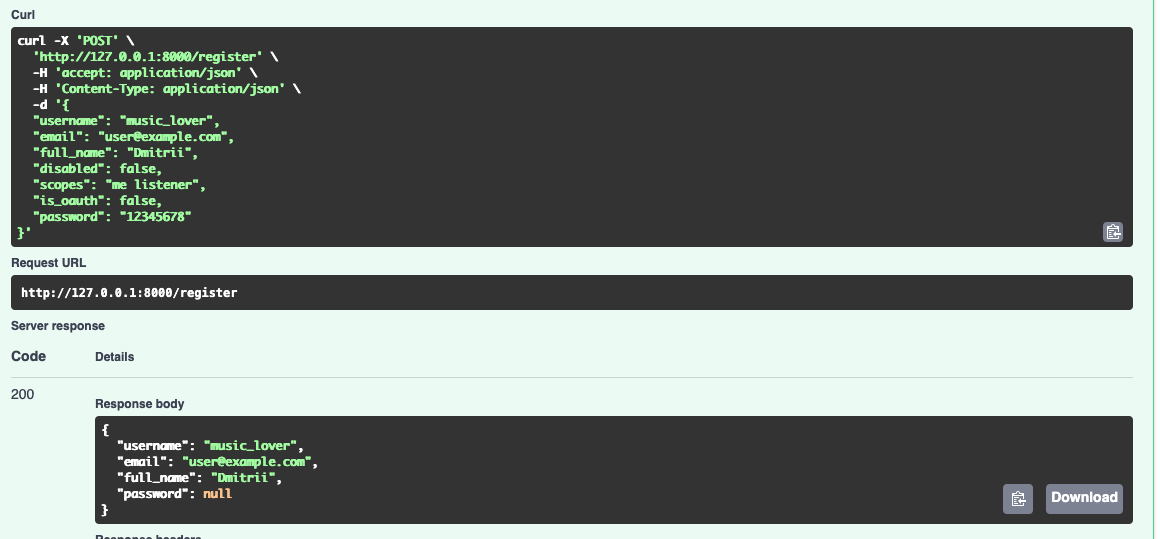 Curl
curl -X 'POST' \
  'http://127.0.0.1:8000/register' \
  -H 'accept: application/json' \
  -H 'Content-Type: application/json' \
  -d '{
  "username": "music_lover",
  "email": "user@example.com",
  "full_name": "Dmitrii",
  "disabled": false,
  "scopes": "me listener",
  "is_oauth": false,
  "password": "12345678"
}'
Request URL
http://127.0.0.1:8000/register
Server response
Code Details
200
Response body
{
  "username": "music_lover",
  "email": "user@example.com",
  "full_name": "Dmitrii",
  "password": null
}
Download
Response headers